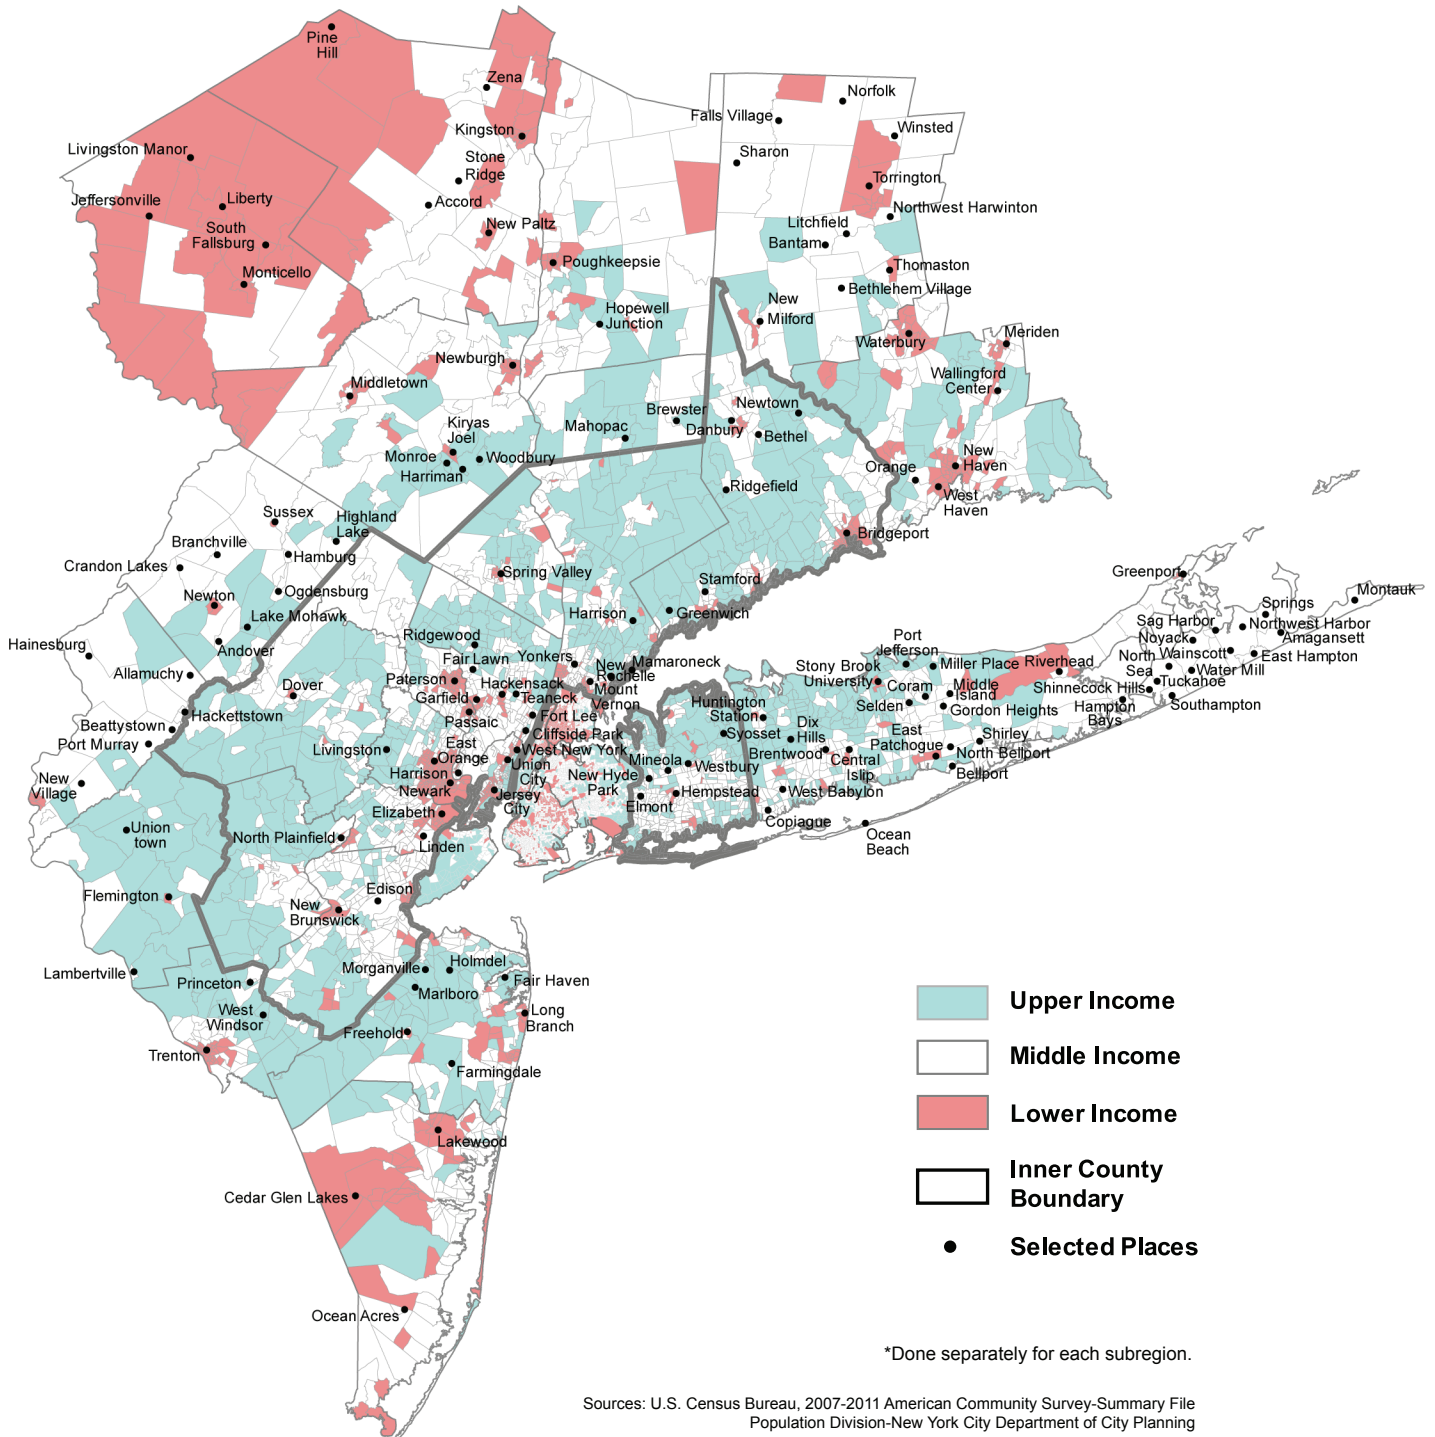 Pine
Hill
Zena
Kingston
Livingston Manor
Stone
Ridge
Jeffersonville
Liberty
Accord
South
Fallsburg
New Paltz
Monticello
Poughkeepsie
Falls Village
Norfolk
Winsted
Sharon
Torrington
Northwest Harwinton
Litchfield
Bantam
Thomaston
Bethlehem Village
New
Milford
Hopewell
Junction
Waterbury
Meriden
Newburgh
Wallingford
Center
Middletown
Kiryas
Joel
Mahopac
Brewster
Danbury
Newtown
Bethel
Monroe
Woodbury
Harriman
New
Haven
Orange
Ridgefield
West
Haven
Sussex
Highland
Lake
Bridgeport
Branchville
Hamburg
Crandon Lakes
Ogdensburg
Spring Valley
Stamford
Newton
Lake Mohawk
Harrison
Greenwich
Greenport
Montauk
Springs
Sag Harbor
Northwest Harbor
Noyack
Amagansett
Hainesburg
Andover
Ridgewood
Allamuchy
Fair Lawn
Yonkers
New
Rochelle
Mamaroneck
Port
Jefferson
Stony Brook
University
Miller Place
Riverhead
North
Sea
Wainscott
East Hampton
Water Mill
Tuckahoe
Shinnecock Hills
Southampton
Hampton
Bays
Dover
Paterson
Hackensack
Garfield
Teaneck
Mount
Vernon
Coram
Middle
Island
Selden
Gordon Heights
Passaic
Fort Lee
Huntington
Station
Hackettstown
Beattystown
Cliffside Park
Syosset
Dix
Hills
East
Patchogue
Shirley
Port Murray
Livingston
East
Orange
West New York
Union
City
Mineola
Westbury
Brentwood
Central
Islip
North Bellport
Bellport
Harrison
Newark
New Hyde
Park
New
Village
Jersey
City
Elmont
Hempstead
West Babylon
Elizabeth
Copiague
Ocean
Beach
Union
town
North Plainfield
Linden
Flemington
Edison
New
Brunswick
Lambertville
Princeton
Morganville
Holmdel
Fair Haven
Marlboro
West
Windsor
Long
Branch
Freehold
Trenton
Farmingdale
Lakewood
Cedar Glen Lakes
Ocean Acres
Upper Income
Middle Income
Lower Income
Inner County
Boundary
Selected Places
*Done separately for each subregion.
Sources: U.S. Census Bureau, 2007-2011 American Community Survey-Summary File
Population Division-New York City Department of City Planning